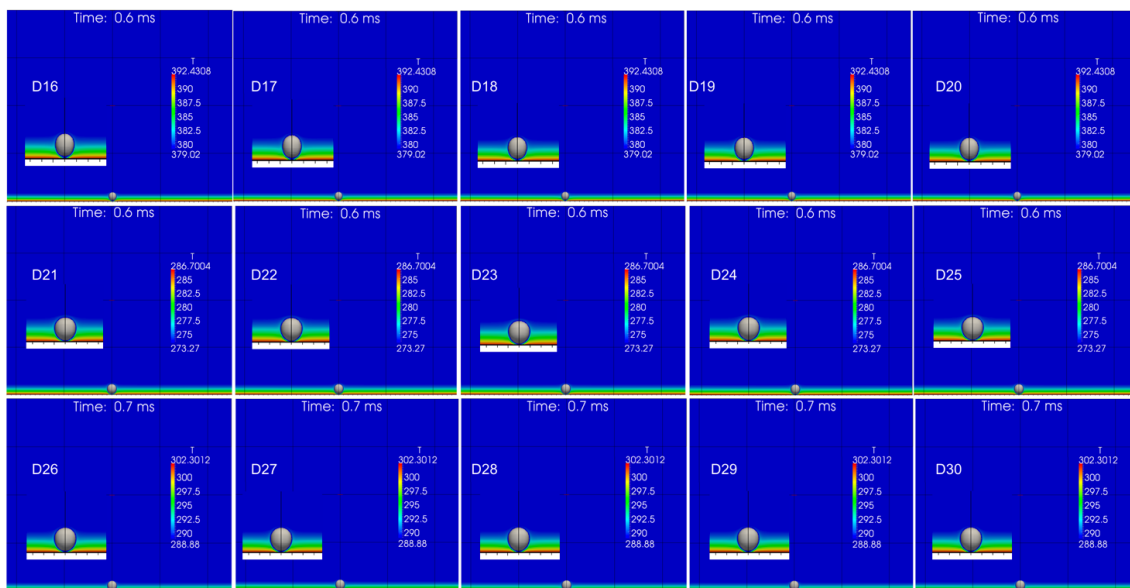 Time: 0.6 ms
D16
T
392.4308
390
387.5
385
382.5
380
379.02
Time: 0.6 ms
D17
T
392.4308
390
387.5
385
382.5
380
379.02
Time: 0.6 ms
D18
T
392.4308
390
387.5
385
382.5
380
379.02
Time: 0.6 ms
D19
T
392.4308
390
387.5
385
382.5
380
379.02
Time: 0.6 ms
D20
T
392.4308
390
387.5
385
382.5
380
379.02
Time: 0.6 ms
D21
T
286.7004
285
282.5
280
277.5
275
273.27
Time: 0.6 ms
D22
T
286.7004
285
282.5
280
277.5
275
273.27
Time: 0.6 ms
D23
T
286.7004
285
282.5
280
277.5
275
273.27
Time: 0.6 ms
D24
T
286.7004
285
282.5
280
277.5
275
273.27
Time: 0.6 ms
D25
T
286.7004
285
282.5
280
277.5
275
273.27
Time: 0.7 ms
D26
T
302.3012
300
297.5
295
292.5
290
288.88
Time: 0.7 ms
D27
T
302.3012
300
297.5
295
292.5
290
288.88
Time: 0.7 ms
D28
T
302.3012
300
297.5
295
292.5
290
288.88
Time: 0.7 ms
D29
T
302.3012
300
297.5
295
292.5
290
288.88
Time: 0.7 ms
D30
T
302.3012
300
297.5
295
292.5
290
288.88